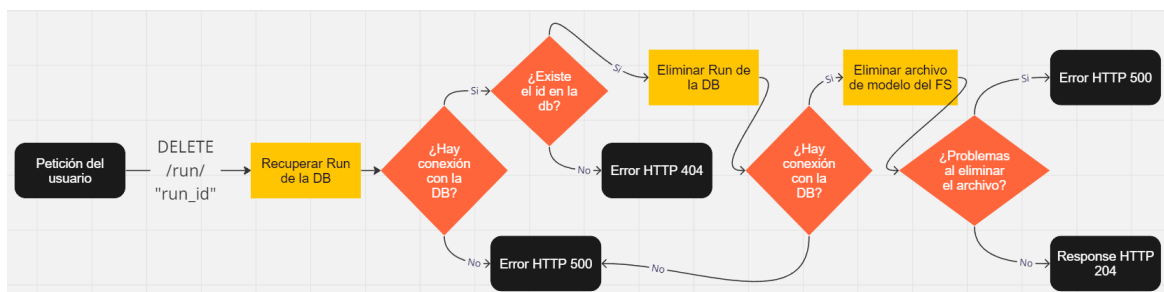 Petición del
usuario
DELETE
/run/
"run_id"
Recuperar Run
de la DB
¿Hay
conexión
con la
DB?
Si
¿Existe
el id en la
db?
Si
Eliminar Run de
la DB
No
Error HTTP 404
No
Error HTTP 500
¿Hay
conexión
con la
DB?
No
Si
Eliminar archivo
de modelo del FS
¿Problemas
al eliminar
el archivo?
Si
Error HTTP 500
No
Response HTTP
204